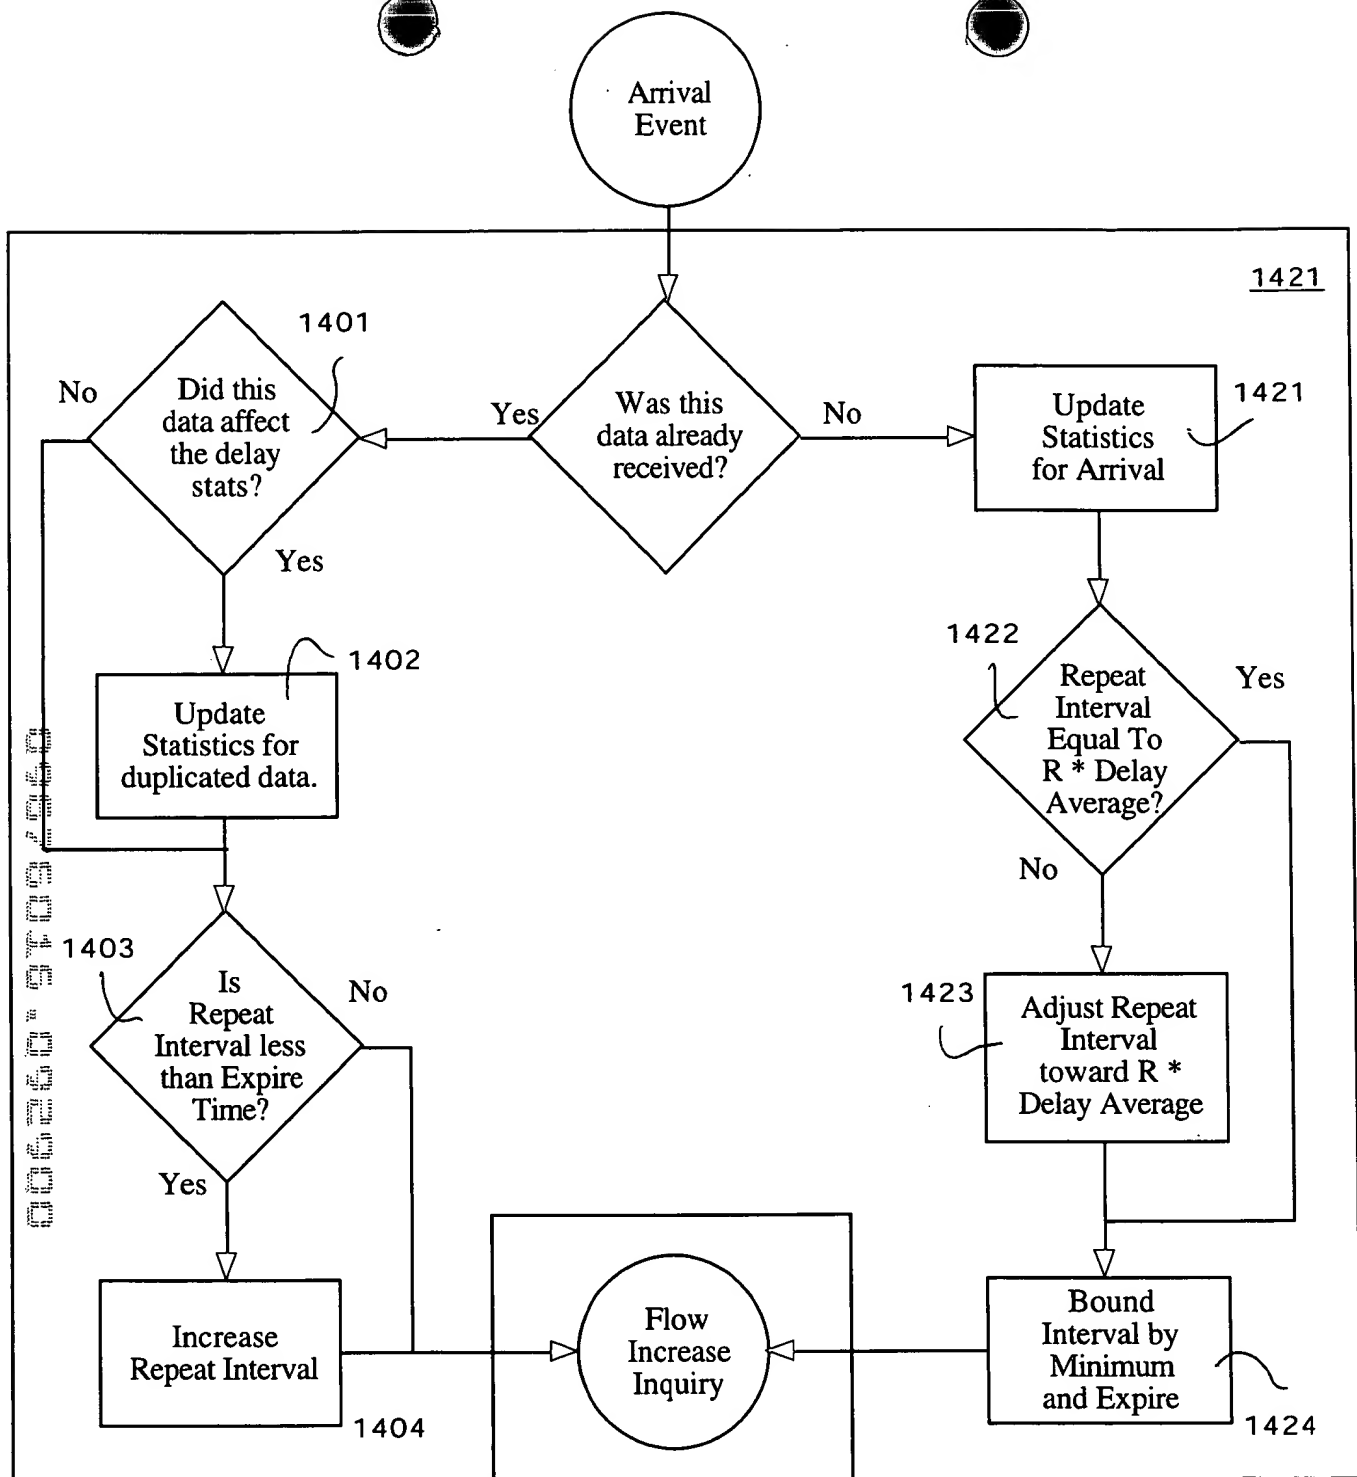 Arrival
Event
1421
1401
No
Did this
data affect
the delay
stats?
Yes
Was this
data already
received?
No
Update
Statistics
for Arrival
1421
Yes
1402
Update
Statistics for
duplicated data.
1422
Repeat
Interval
Equal To
R * Delay
Average?
Yes
No
1403
Is
Repeat
Interval less
than Expire
Time?
No
Yes
1423
Adjust Repeat
Interval
toward R *
Delay Average
Increase
Repeat Interval
1404
Flow
Increase
Inquiry
Bound
Interval by
Minimum
and Expire
1424